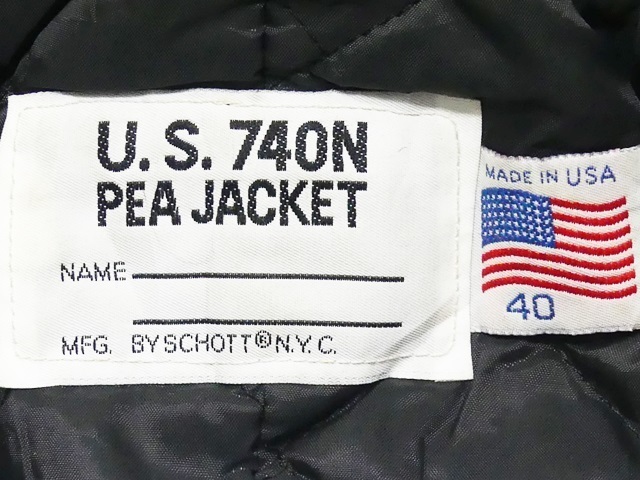 U.S. 740N
PEA JACKET
NAME
MFG. BY SCHOTT® N.Y.C.
MADE IN USA
40